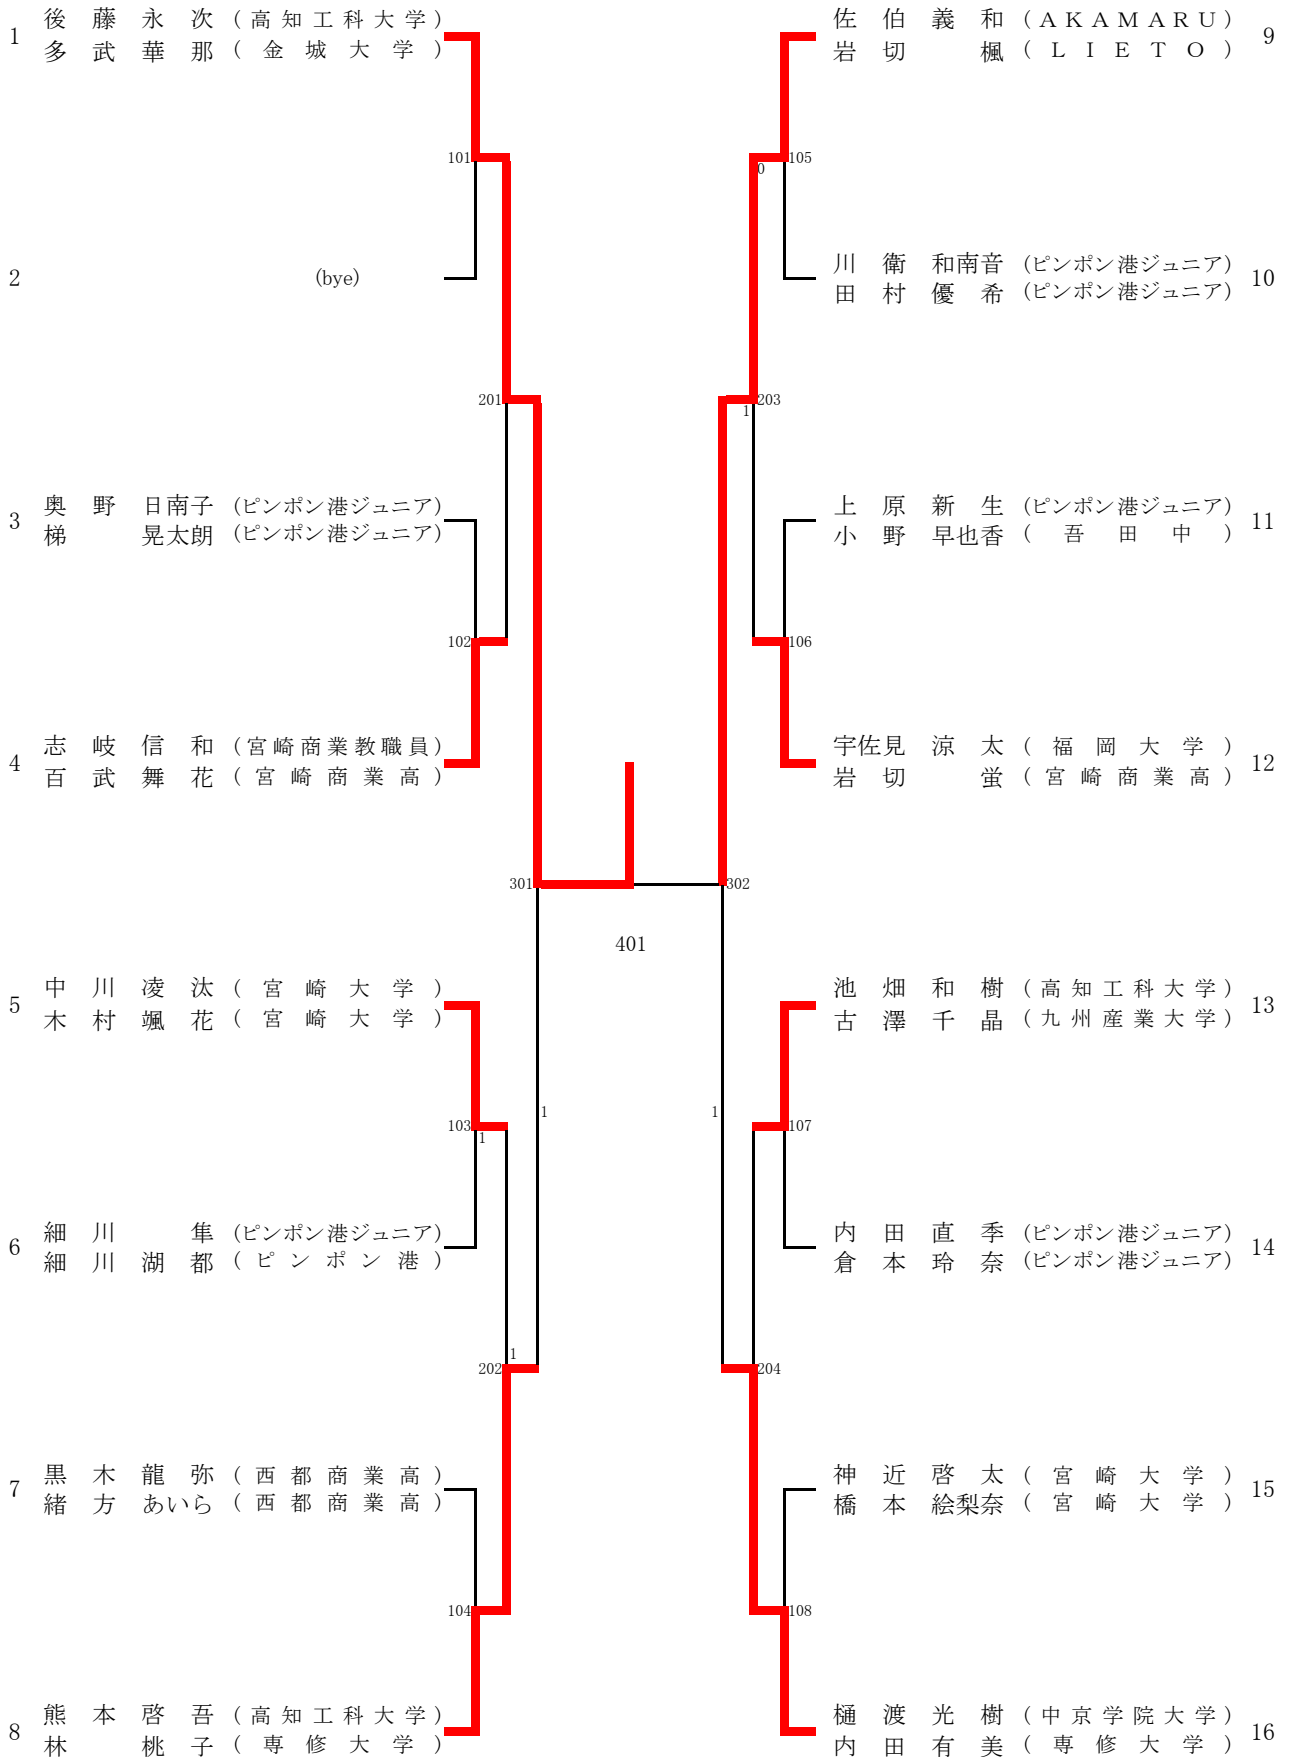 1 後藤永次 (高知工科大学)
多武華那 (金城大学)
101
2 (bye)
201
3 奥野日南子 (ピンポン港ジュニア)
梯晃太朗 (ピンポン港ジュニア)
102
4 志岐信和 (宮崎商業教職員)
百武舞花 (宮崎商業高)
301
5 中川凌汰 (宮崎大学)
木村颯花 (宮崎大学)
1
103
1
6 細川隼 (ピンポン港ジュニア)
細川湖都 (ピンポン港)
1
202
7 黒木龍弥 (西都商業高)
緒方あいら (西都商業高)
104
8 熊本啓吾 (高知工科大学)
林桃子 (専修大学)
401
佐伯義和 (AKAMARU) 9
岩切楓 (LIETO)
105
0
川衛和南音 (ピンポン港ジュニア) 10
田村優希 (ピンポン港ジュニア)
203
1
上原新生 (ピンポン港ジュニア) 11
小野早也香 (吾田中)
106
宇佐見涼太 (福岡大学) 12
岩切蛍 (宮崎商業高)
302
池畑和樹 (高知工科大学) 13
古澤千晶 (九州産業大学)
1
107
内田直季 (ピンポン港ジュニア) 14
倉本玲奈 (ピンポン港ジュニア)
204
神近啓太 (宮崎大学) 15
橋本絵梨奈 (宮崎大学)
108
樋渡光樹 (中京学院大学) 16
内田有美 (専修大学)